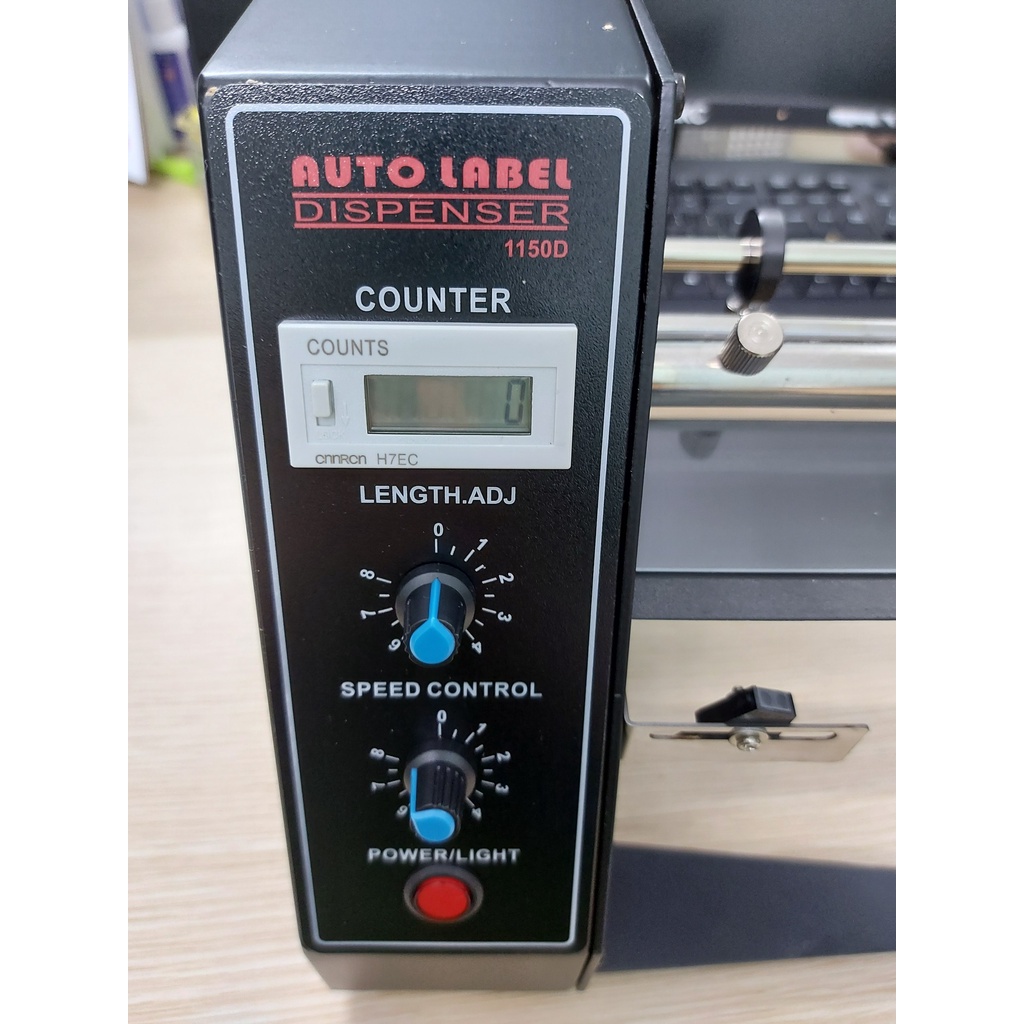 AUTO LABEL
DISPENSER
1150D
COUNTER
COUNTS
0
H7EC
LENGTH.ADJ
0
1
2
3
4
6
7
8
SPEED CONTROL
0
1
2
3
4
6
7
8
POWER/LIGHT